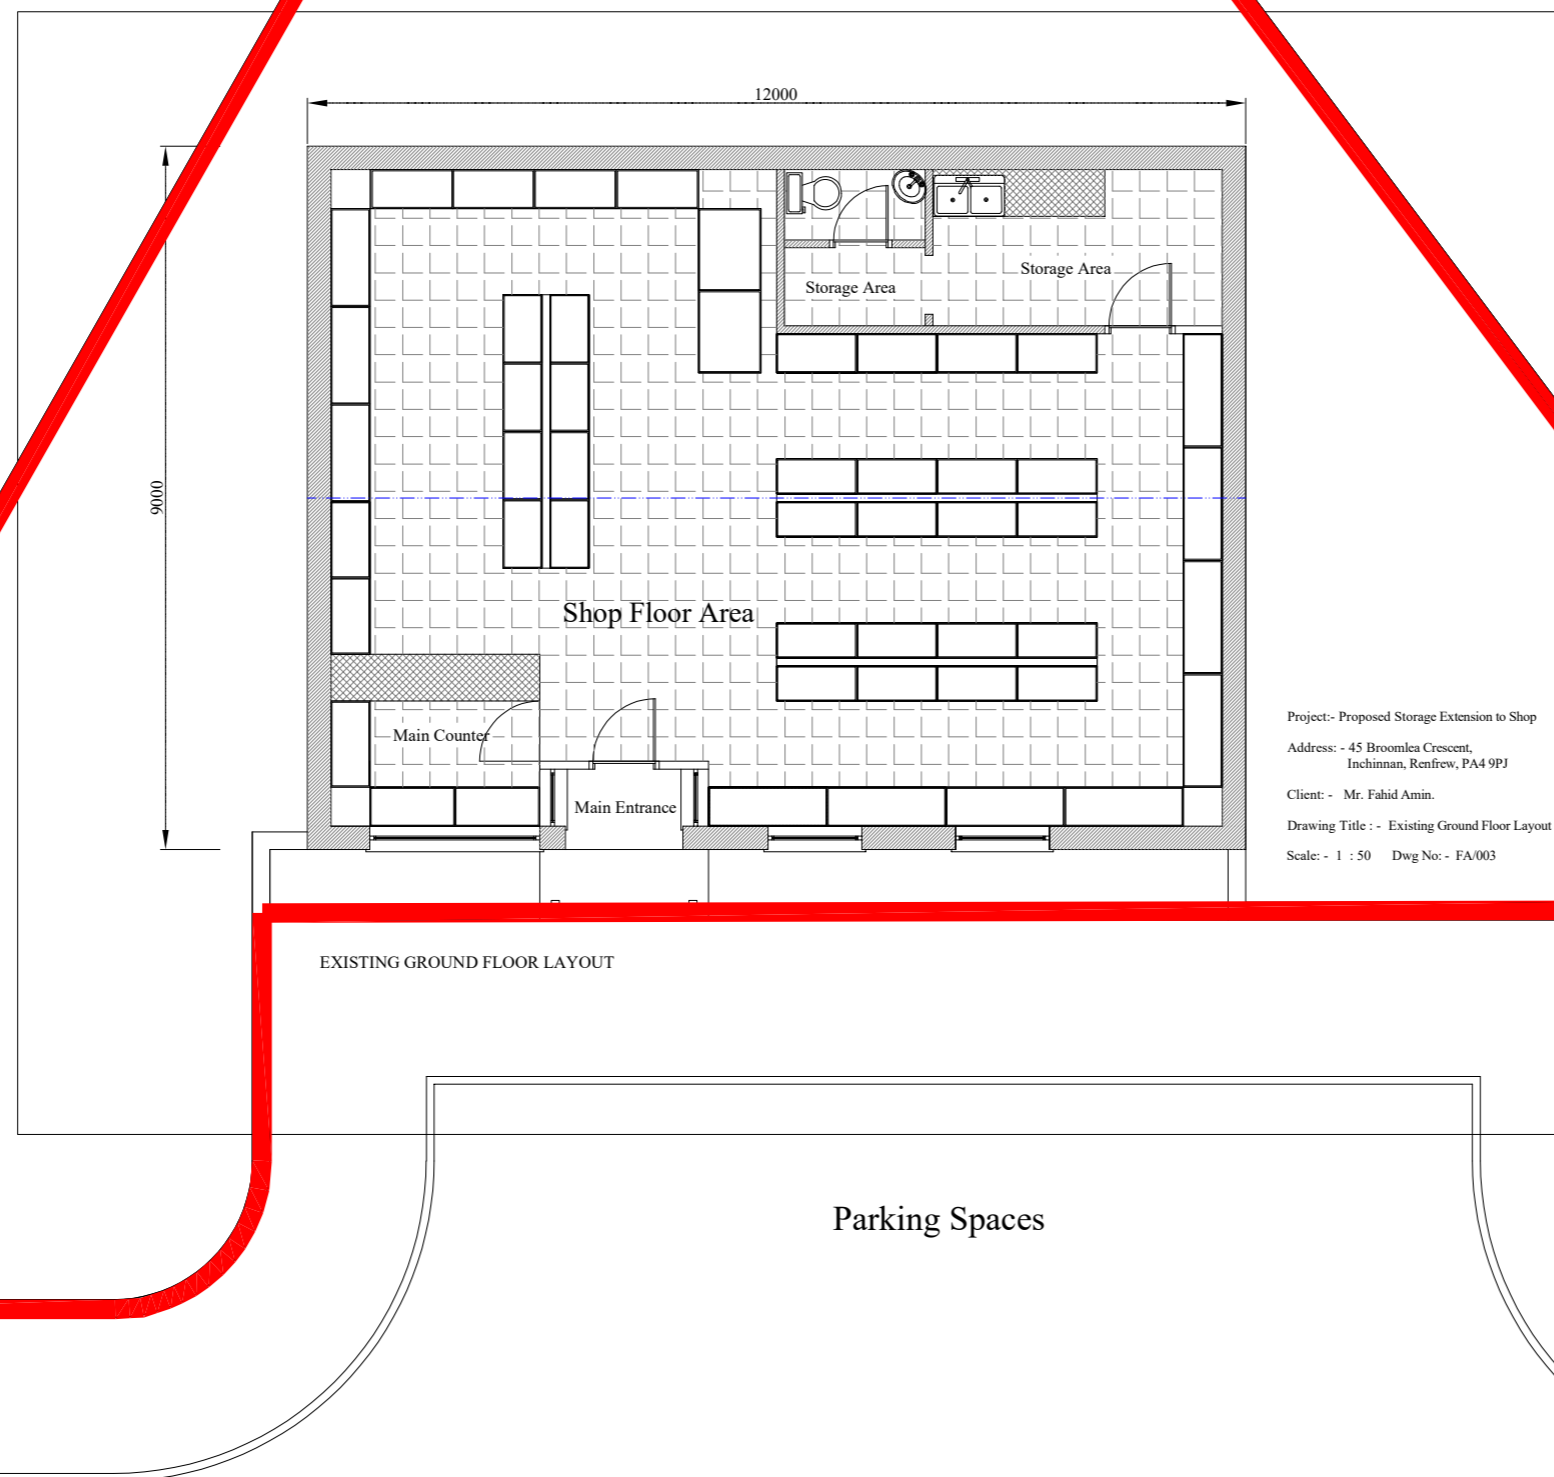 12000
9000
Storage Area
Storage Area
Shop Floor Area
Main Counter
Main Entrance
Project:- Proposed Storage Extension to Shop
Address: - 45 Broomlea Crescent,
Inchinnan, Renfrew, PA4 9PJ
Client: - Mr. Fahid Amin.
Drawing Title : - Existing Ground Floor Layout
Scale: - 1 : 50 Dwg No: - FA/003
EXISTING GROUND FLOOR LAYOUT
Parking Spaces